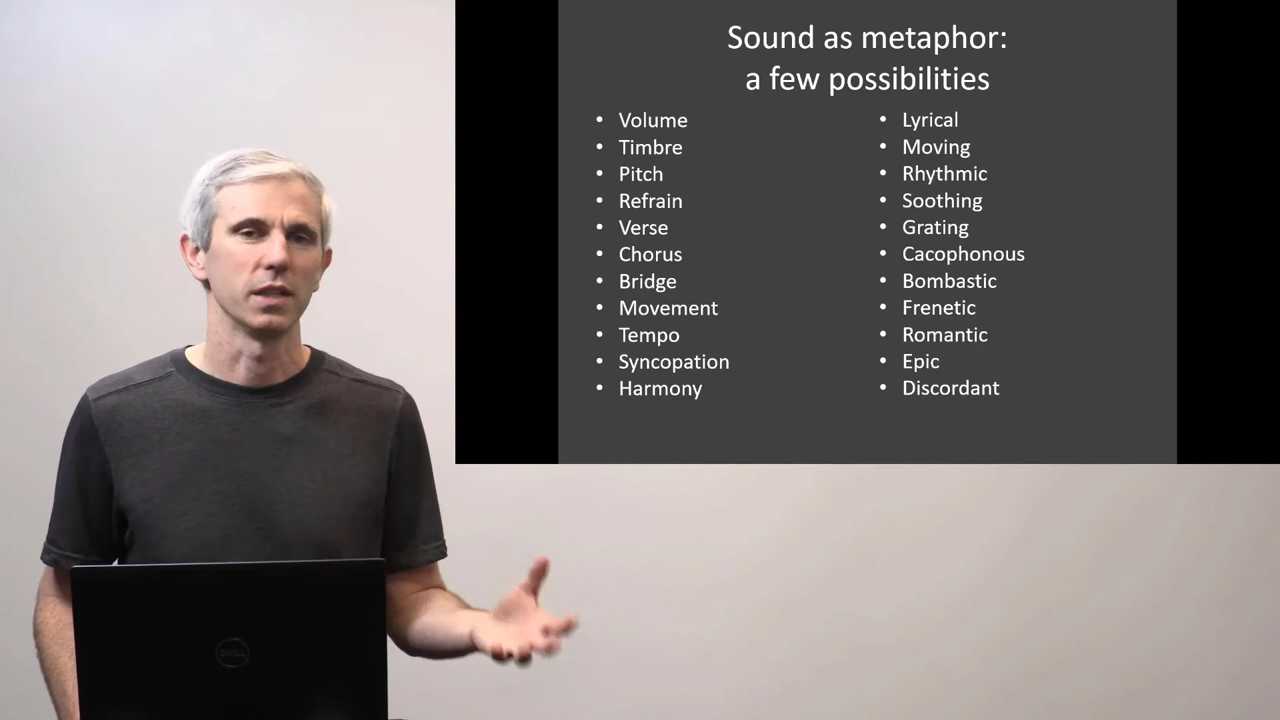 Sound as metaphor:
a few possibilities
• Volume
• Timbre
• Pitch
• Refrain
• Verse
• Chorus
• Bridge
• Movement
• Tempo
• Syncopation
• Harmony
• Lyrical
• Moving
• Rhythmic
• Soothing
• Grating
• Cacophonous
• Bombastic
• Frenetic
• Romantic
• Epic
• Discordant
DELL